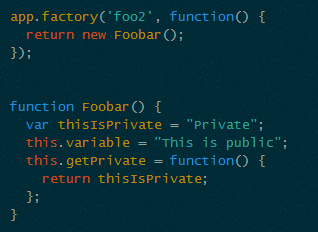 app.factory('foo2', function() {
  return new Foobar();
});

function Foobar() {
  var thisIsPrivate = "Private";
  this.variable = "This is public";
  this.getPrivate = function() {
    return thisIsPrivate;
  };
}